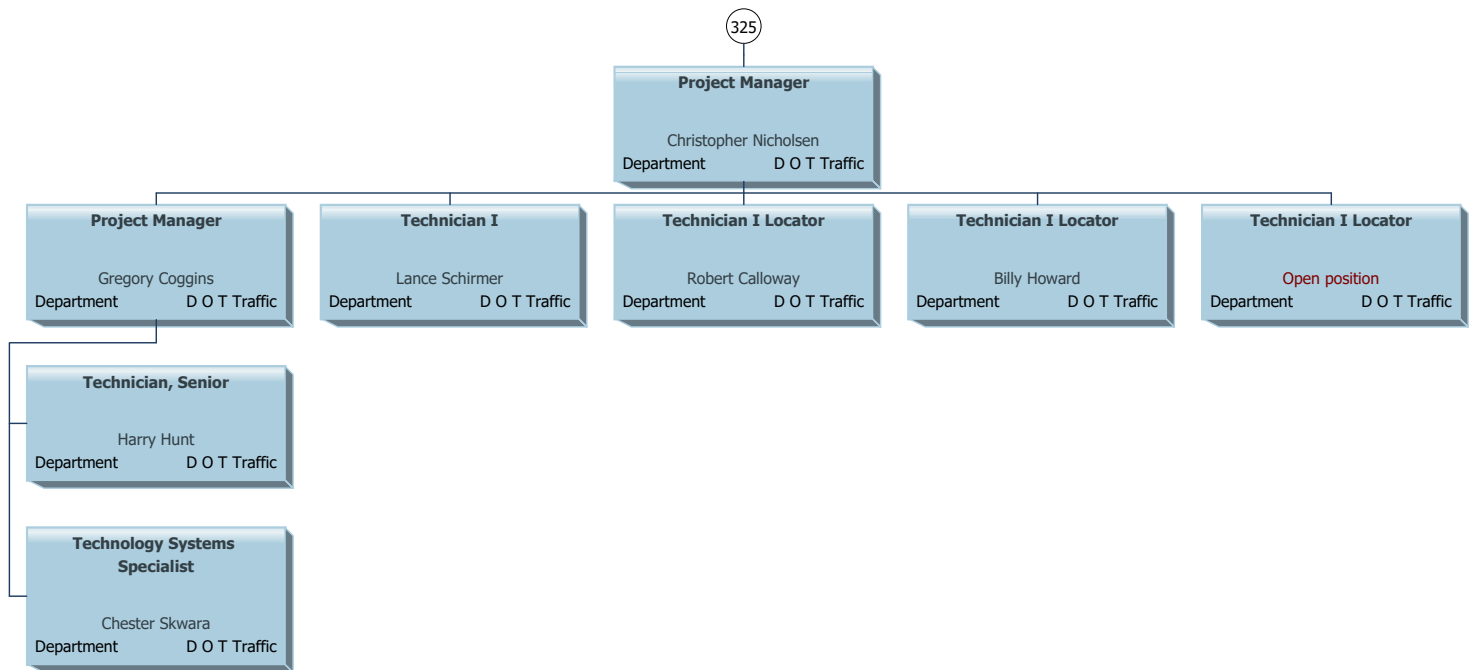 325
Project Manager
Christopher Nicholsen
Department D O T Traffic
Project Manager
Gregory Coggins
Department D O T Traffic
Technician I
Lance Schirmer
Department D O T Traffic
Technician I Locator
Robert Calloway
Department D O T Traffic
Technician I Locator
Billy Howard
Department D O T Traffic
Technician I Locator
Open position
Department D O T Traffic
Technician, Senior
Harry Hunt
Department D O T Traffic
Technology Systems
Specialist
Chester Skwara
Department D O T Traffic